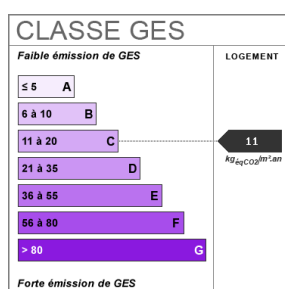 CLASSE GES
Faible émission de GES
LOGEMENT
≤ 5 A
6 à 10 B
11 à 20 C
11
kgéqCO2/m².an
21 à 35 D
36 à 55 E
56 à 80 F
> 80 G
Forte émission de GES